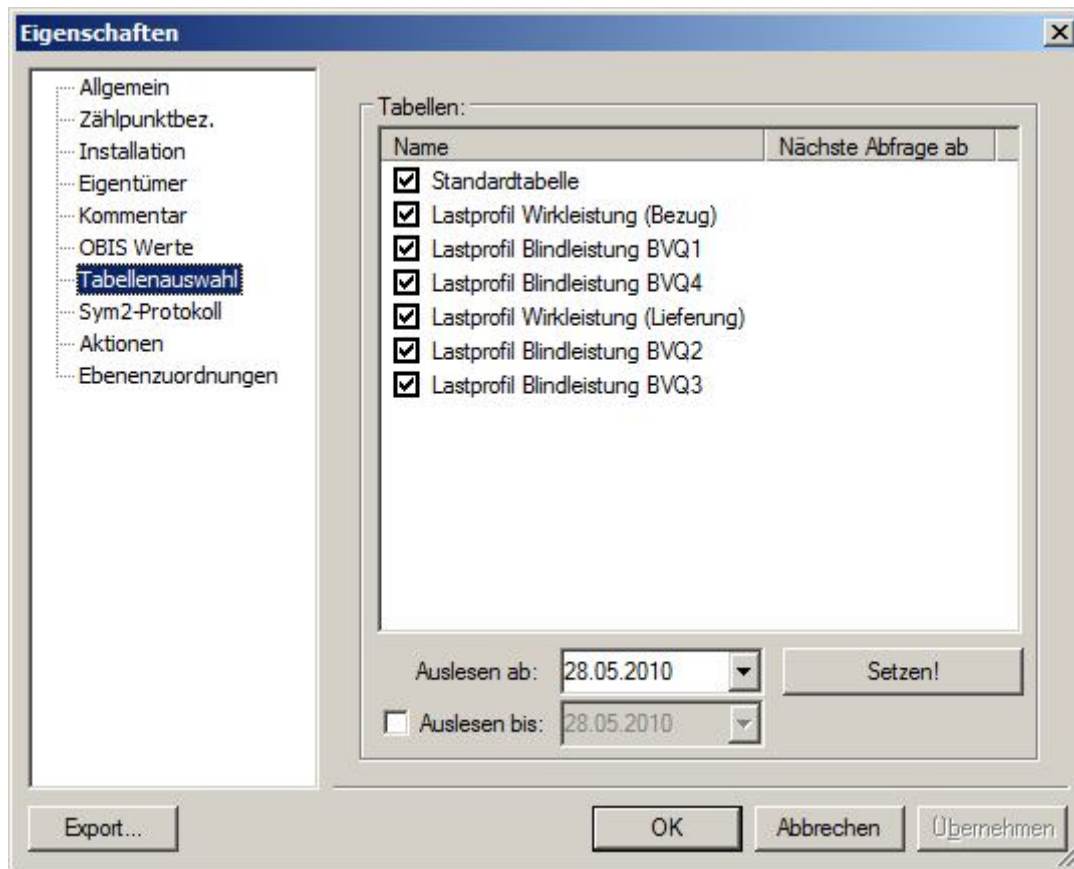 Eigenschaften
Allgemein
Zählpunktbez.
Installation
Eigentümer
Kommentar
OBIS Werte
Tabellenauswahl
Sym2-Protokoll
Aktionen
Ebenenzuordnungen
Tabellen:
Name Nächste Abfrage ab
Standardtabelle
Lastprofil Wirkleistung (Bezug)
Lastprofil Blindleistung BVQ1
Lastprofil Blindleistung BVQ4
Lastprofil Wirkleistung (Lieferung)
Lastprofil Blindleistung BVQ2
Lastprofil Blindleistung BVQ3
Auslesen ab: 28.05.2010 Setzen!
Auslesen bis: 28.05.2010
Export... OK Abbrechen Übernehmen